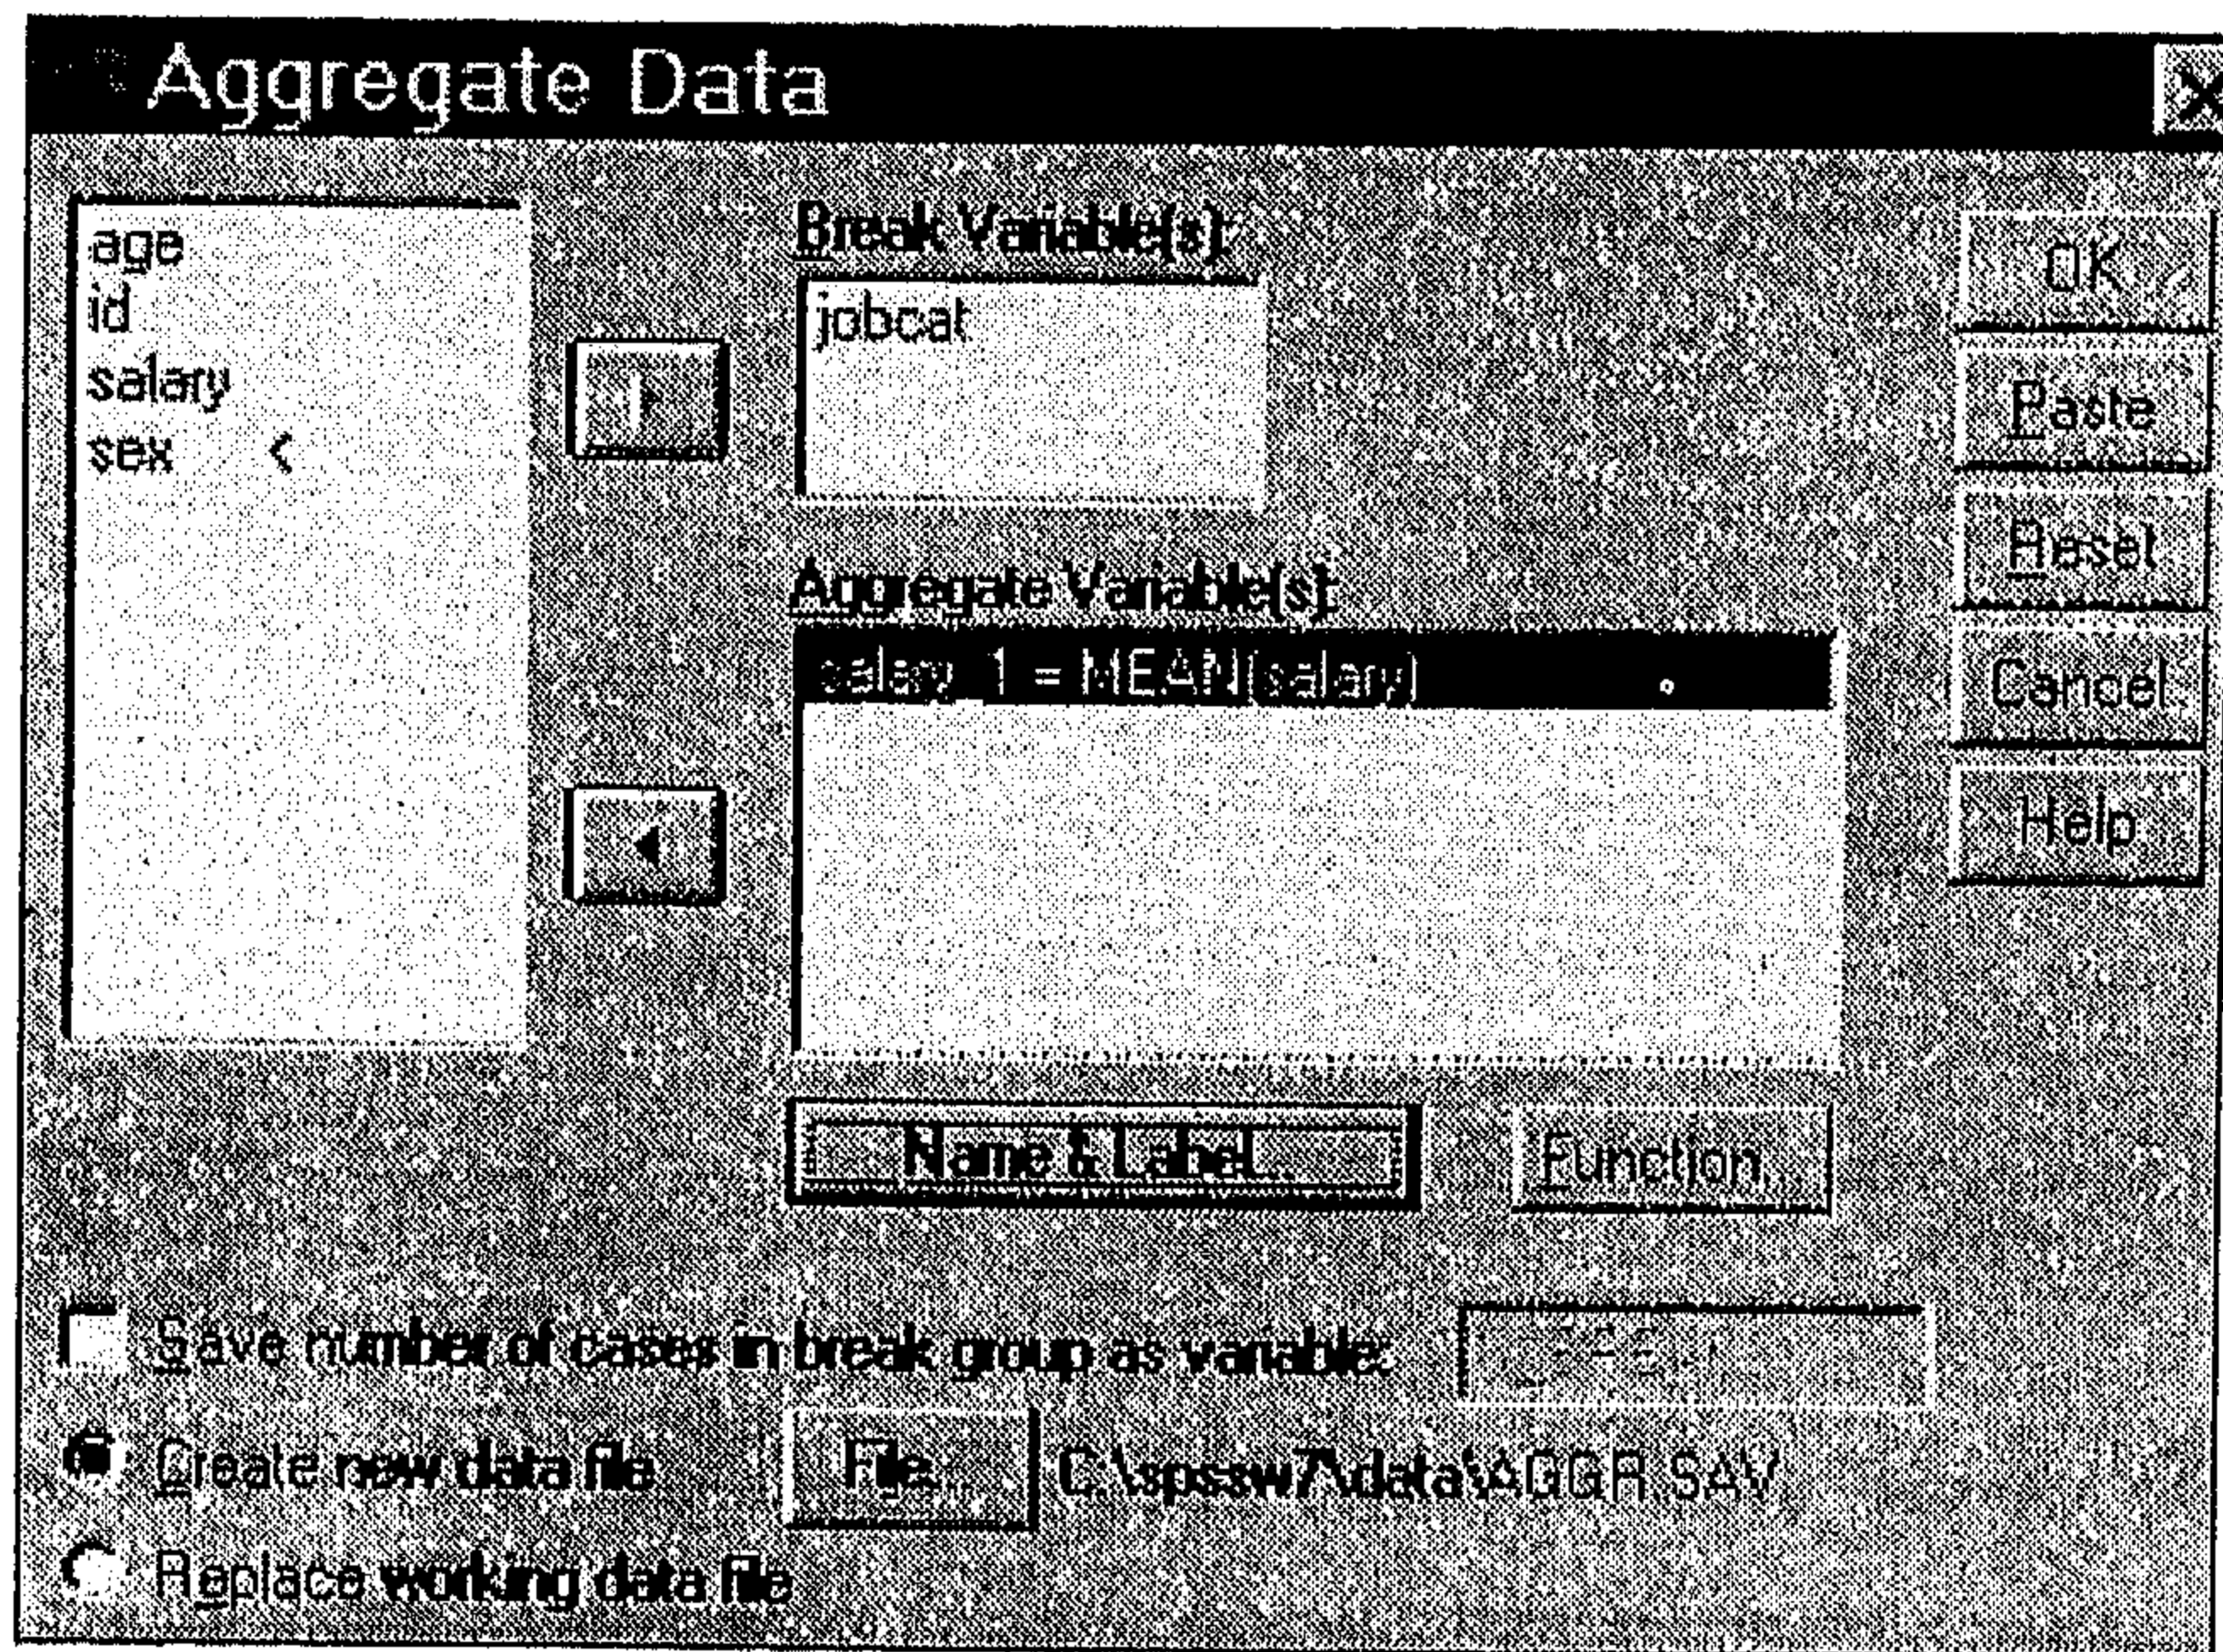 Aggregate Data
age
id
salary
sex <
Break Variable(s):
jobcat
Aggregate Variable(s):
salary_1 = MEAN(salary)
Name & Label...
Function...
OK
Paste
Reset
Cancel
Help
Save number of cases in break group as variable:
Create new data file
File...
C:\spssw7\data\AGGR.SAV
Replace working data file